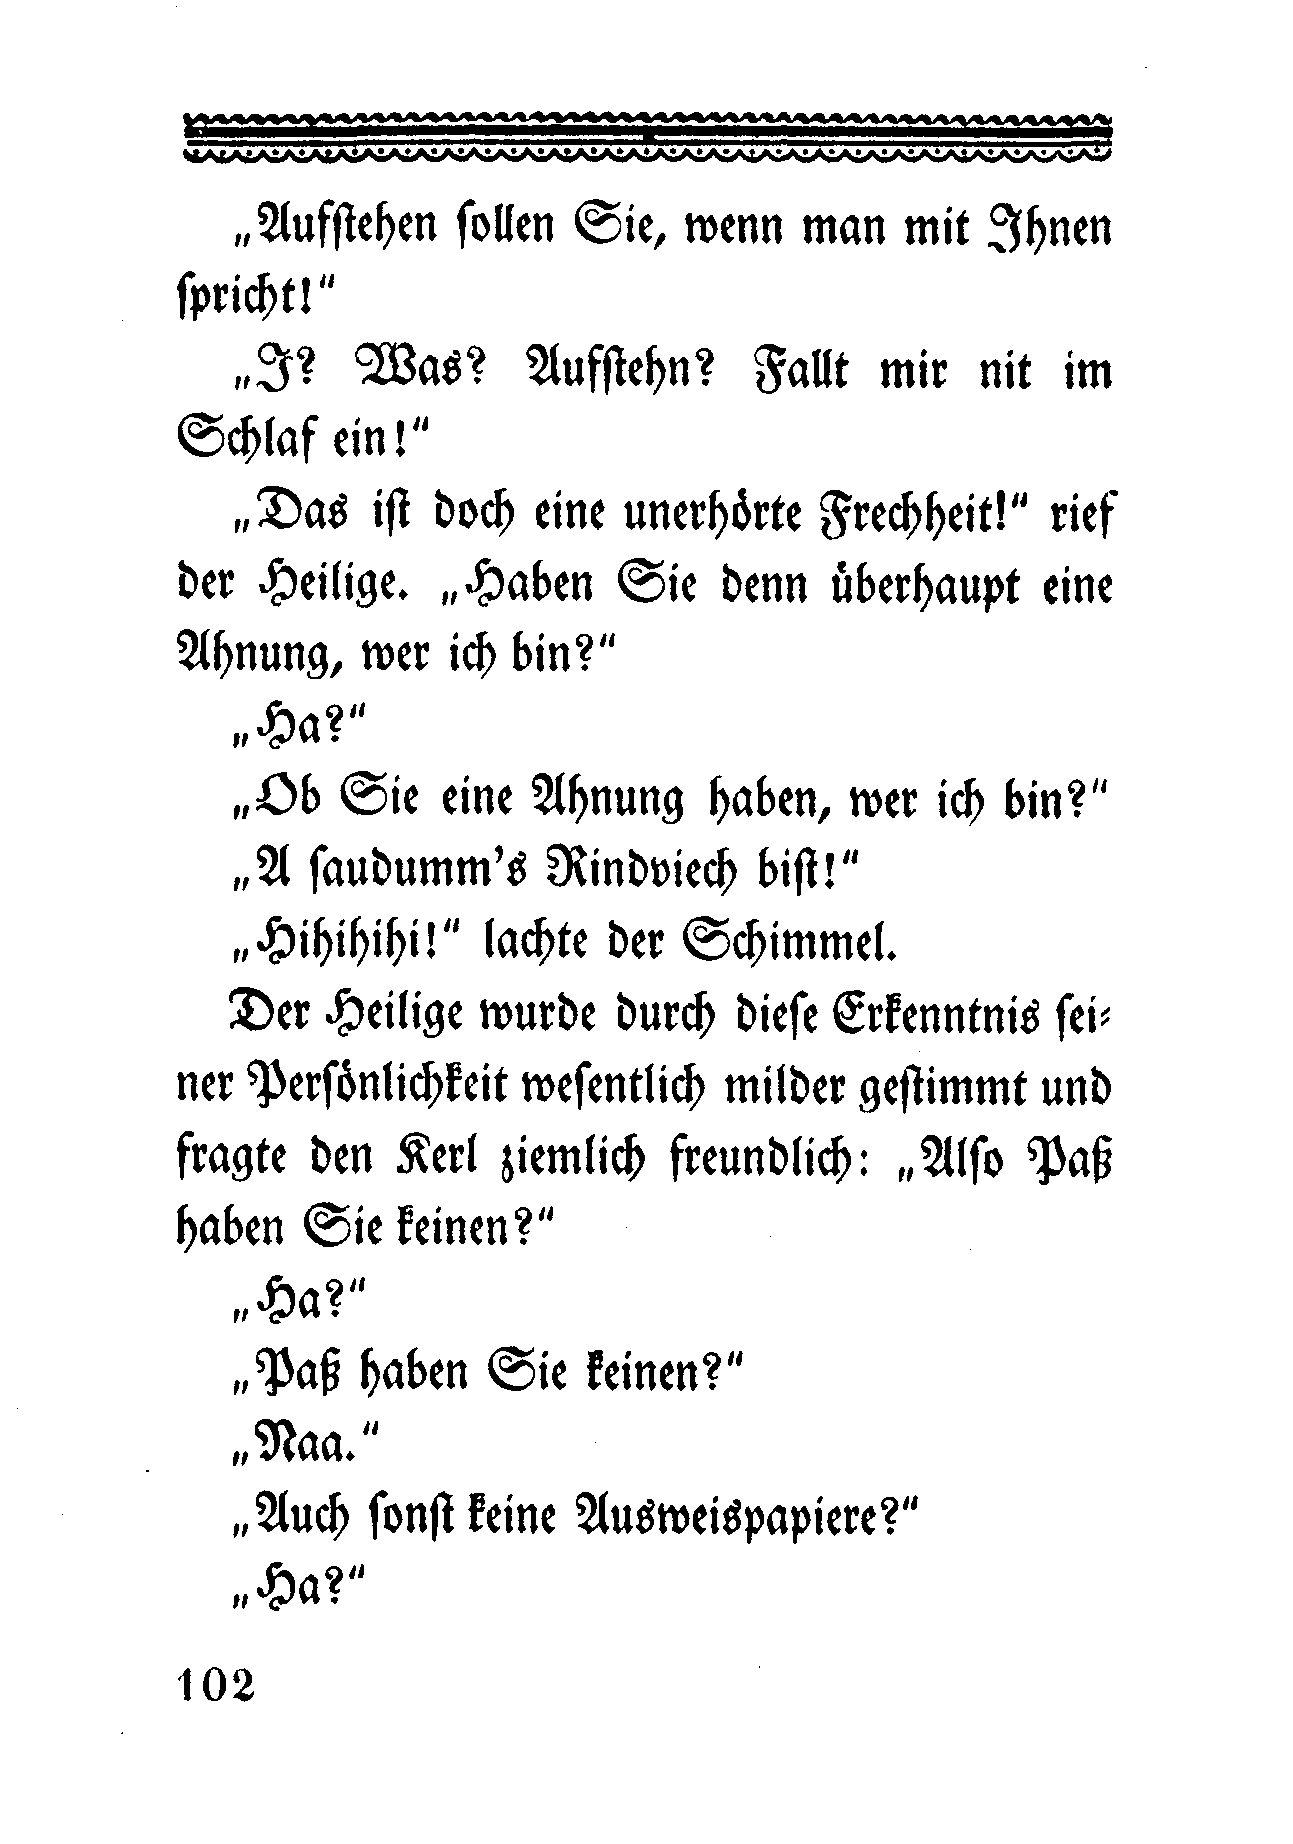 „Aufstehen sollen Sie, wenn man mit Ihnen
spricht!“
„I? Was? Aufstehn? Fallt mir nit im
Schlaf ein!“
„Das ist doch eine unerhörte Frechheit!“ rief
der Heilige. „Haben Sie denn überhaupt eine
Ahnung, wer ich bin?“
„Ha?“
„Ob Sie eine Ahnung haben, wer ich bin?“
„A saudumm's Rindviech bist!“
„Hihihihi!“ lachte der Schimmel.
Der Heilige wurde durch diese Erkenntnis sei-
ner Persönlichkeit wesentlich milder gestimmt und
fragte den Kerl ziemlich freundlich: „Also Paß
haben Sie keinen?“
„Ha?“
„Paß haben Sie keinen?“
„Naa.“
„Auch sonst keine Ausweispapiere?“
„Ha?“
102